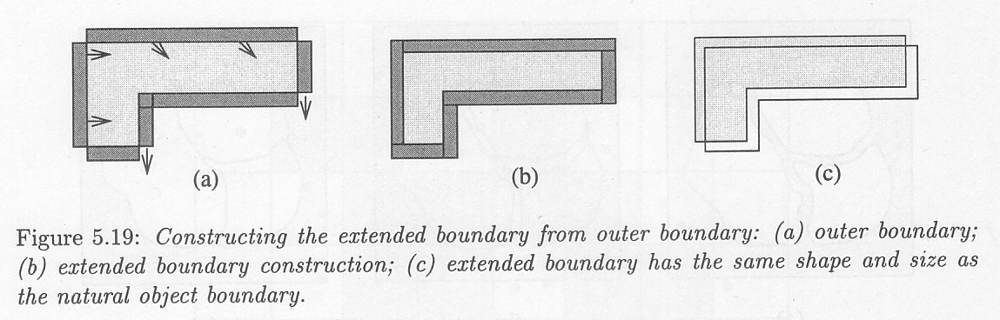 (a)
(b)
(c)
Figure 5.19: Constructing the extended boundary from outer boundary: (a) outer boundary;
(b) extended boundary construction; (c) extended boundary has the same shape and size as
the natural object boundary.